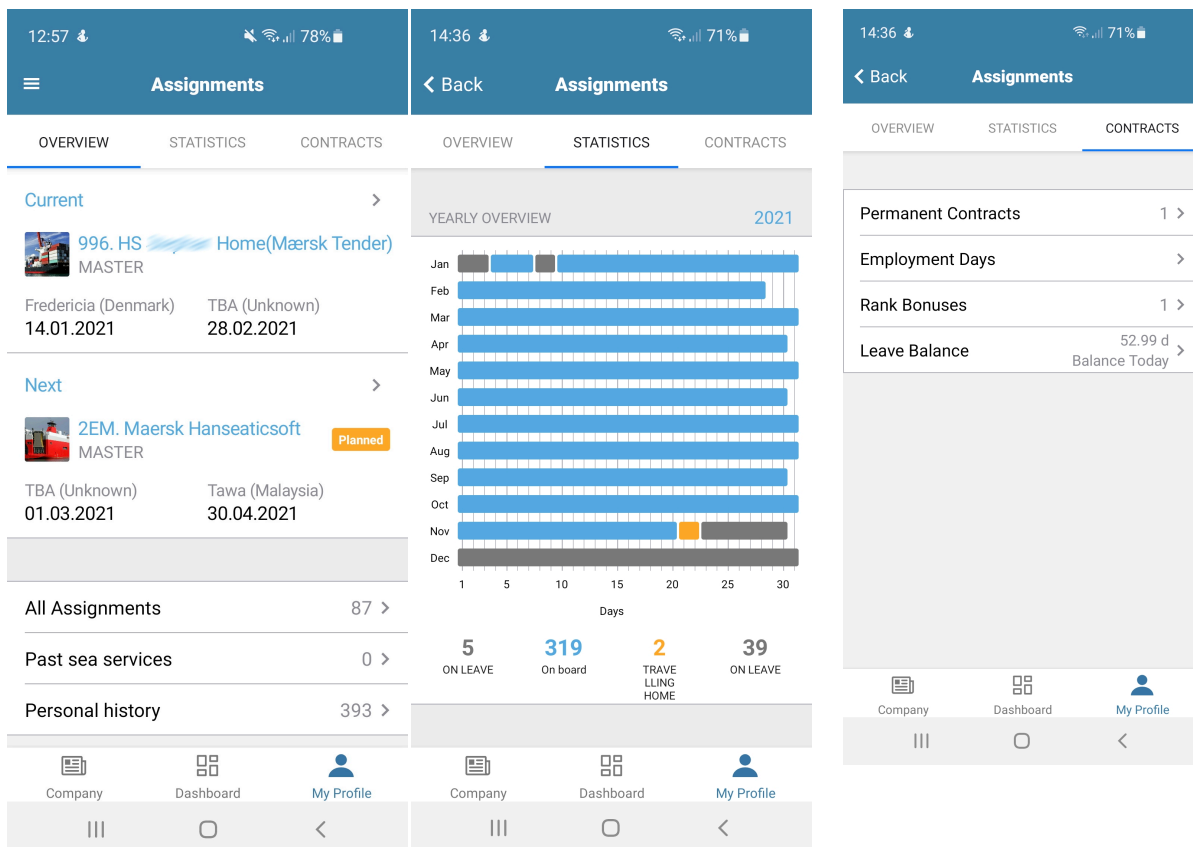 12:57 78%
Assignments
OVERVIEW STATISTICS CONTRACTS
Current
996. HS Home(Mærsk Tender)
MASTER
Fredericia (Denmark) TBA (Unknown)
14.01.2021 28.02.2021
Next
2EM. Maersk Hanseaticsoft
MASTER
Planned
TBA (Unknown) Tawa (Malaysia)
01.03.2021 30.04.2021
All Assignments 87
Past sea services 0
Personal history 393
Company Dashboard My Profile
14:36 71%
Back Assignments
OVERVIEW STATISTICS CONTRACTS
YEARLY OVERVIEW 2021
Jan
Feb
Mar
Apr
May
Jun
Jul
Aug
Sep
Oct
Nov
Dec
1 5 10 15 20 25 30
Days
5 319 2 39
ON LEAVE On board TRAVE ON LEAVE
LLING
HOME
Company Dashboard My Profile
14:36 71%
Back Assignments
OVERVIEW STATISTICS CONTRACTS
Permanent Contracts 1
Employment Days
Rank Bonuses 1
Leave Balance 52.99 d
Balance Today
Company Dashboard My Profile